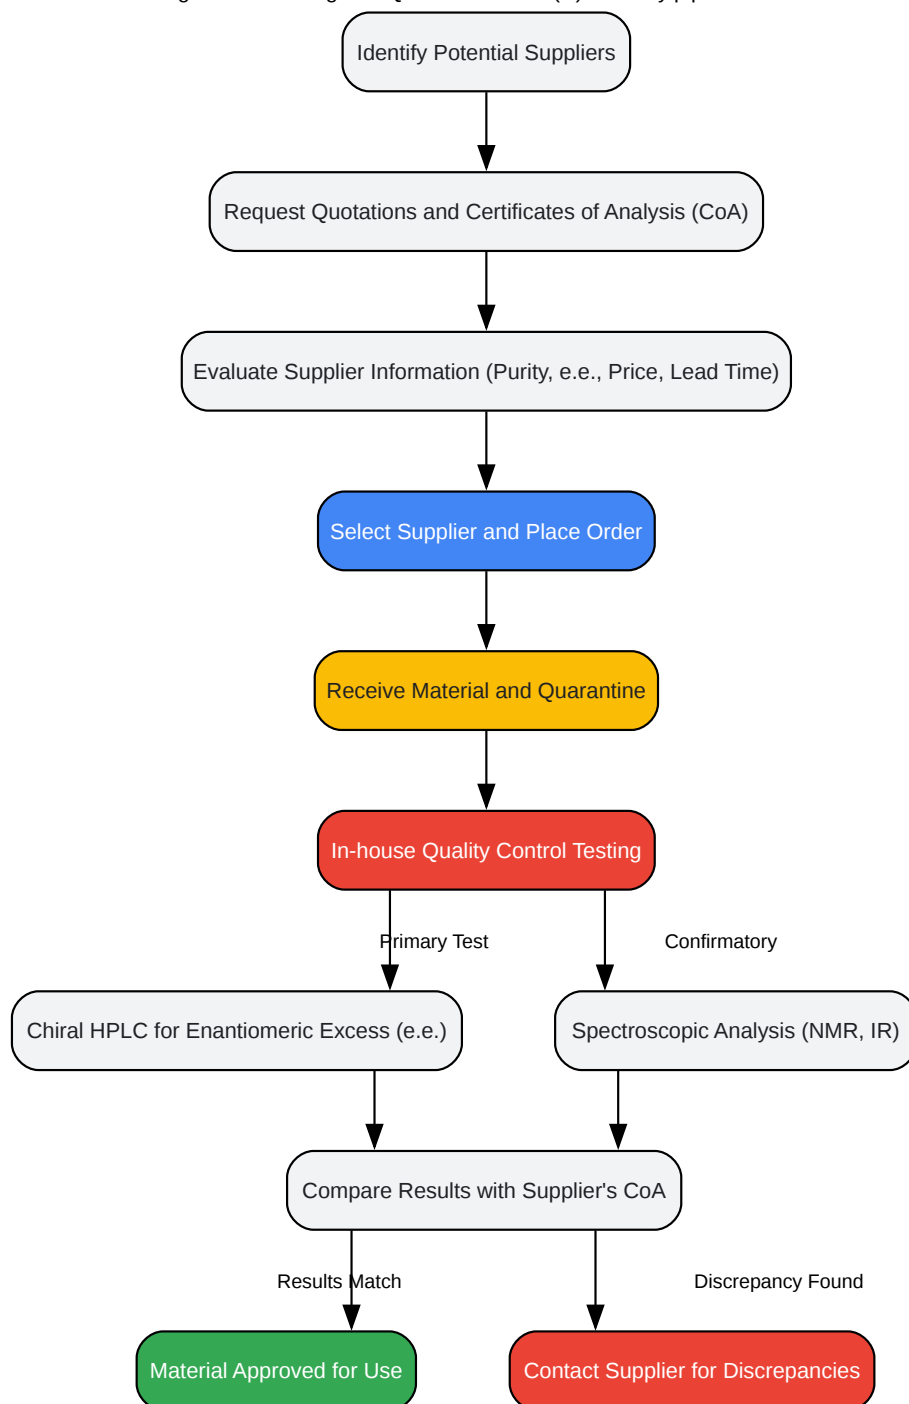 Identify Potential Suppliers
Request Quotations and Certificates of Analysis (CoA)
Evaluate Supplier Information (Purity, e.e., Price, Lead Time)
Select Supplier and Place Order
Receive Material and Quarantine
In-house Quality Control Testing
Primary Test
Confirmatory
Chiral HPLC for Enantiomeric Excess (e.e.)
Spectroscopic Analysis (NMR, IR)
Compare Results with Supplier's CoA
Results Match
Discrepancy Found
Material Approved for Use
Contact Supplier for Discrepancies